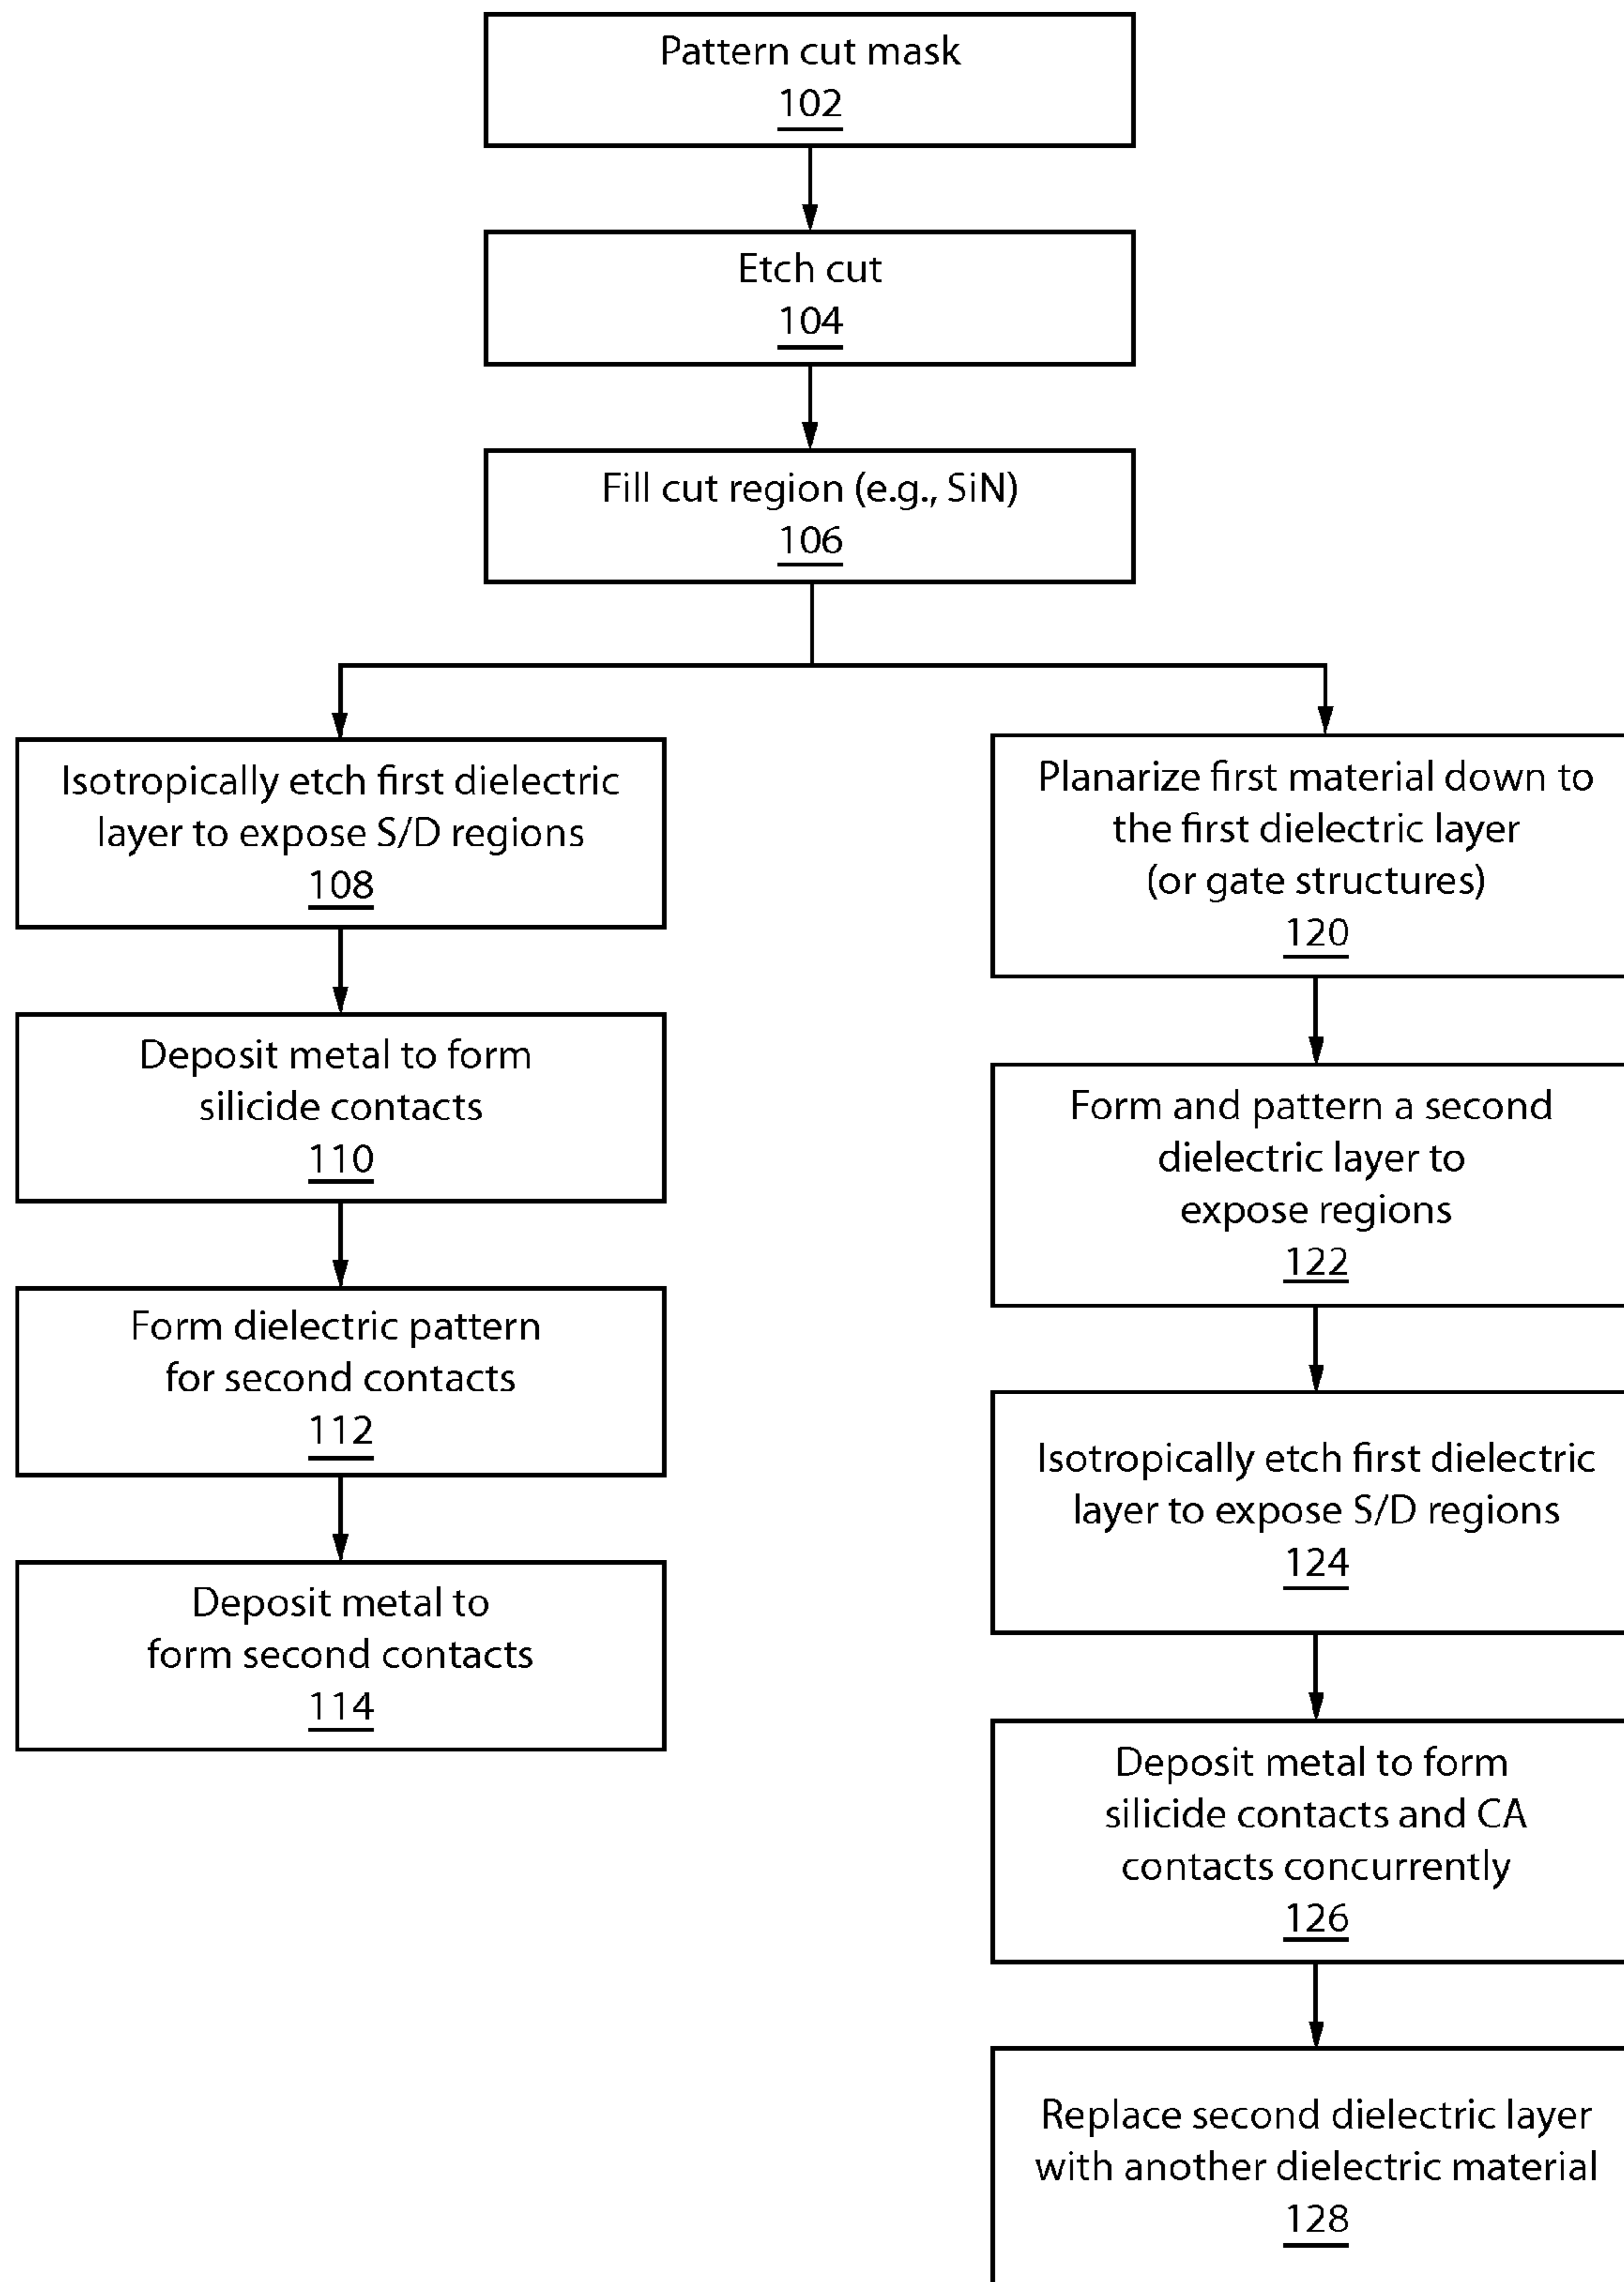 Pattern cut mask
102
Etch cut
104
Fill cut region (e.g., SiN)
106
Isotropically etch first dielectric
layer to expose S/D regions
108
Deposit metal to form
silicide contacts
110
Form dielectric pattern
for second contacts
112
Deposit metal to
form second contacts
114
Planarize first material down to
the first dielectric layer
(or gate structures)
120
Form and pattern a second
dielectric layer to
expose regions
122
Isotropically etch first dielectric
layer to expose S/D regions
124
Deposit metal to form
silicide contacts and CA
contacts concurrently
126
Replace second dielectric layer
with another dielectric material
128